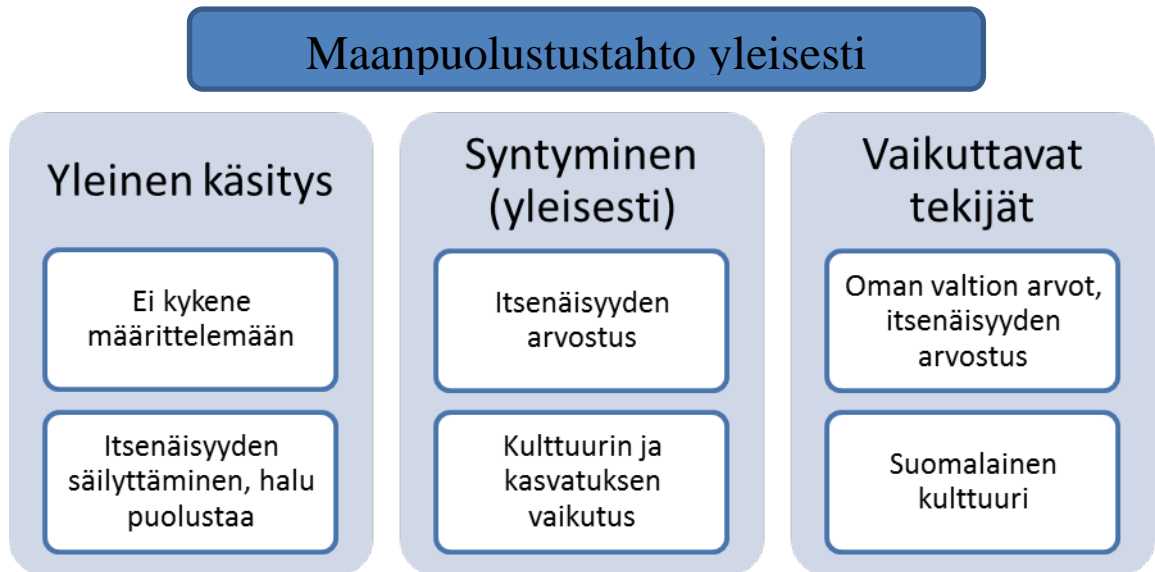 Maanpuolustustahto yleisesti
Yleinen käsitys
Ei kykene
määrittelemään
Itsenäisyyden
säilyttäminen, halu
puolustaa
Syntyminen
(yleisesti)
Itsenäisyyden
arvostus
Kulttuurin ja
kasvatuksen
vaikutus
Vaikuttavat
tekijät
Oman valtion arvot,
itsenäisyyden
arvostus
Suomalainen
kulttuuri